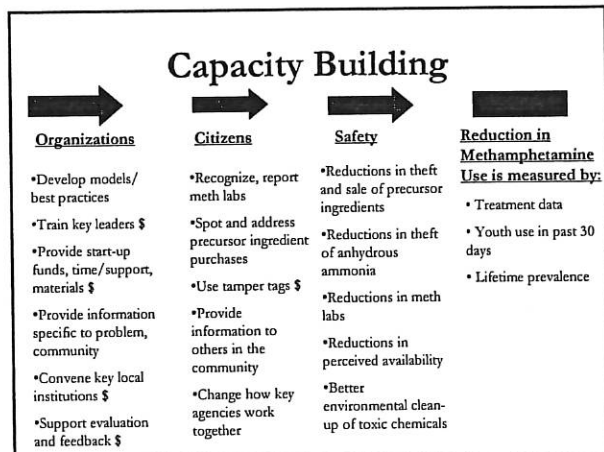 Capacity Building
Organizations
•Develop models/
best practices
•Train key leaders $
•Provide start-up
funds, time/support,
materials $
•Provide information
specific to problem,
community
•Convene key local
institutions $
•Support evaluation
and feedback $
Citizens
•Recognize, report
meth labs
•Spot and address
precursor ingredient
purchases
•Use tamper tags $
•Provide
information to
others in the
community
•Change how key
agencies work
together
Safety
•Reductions in theft
and sale of precursor
ingredients
•Reductions in theft
of anhydrous
ammonia
•Reductions in meth
labs
•Reductions in
perceived availability
•Better
environmental clean-
up of toxic chemicals
Reduction in
Methamphetamine
Use is measured by:
• Treatment data
• Youth use in past 30
days
• Lifetime prevalence